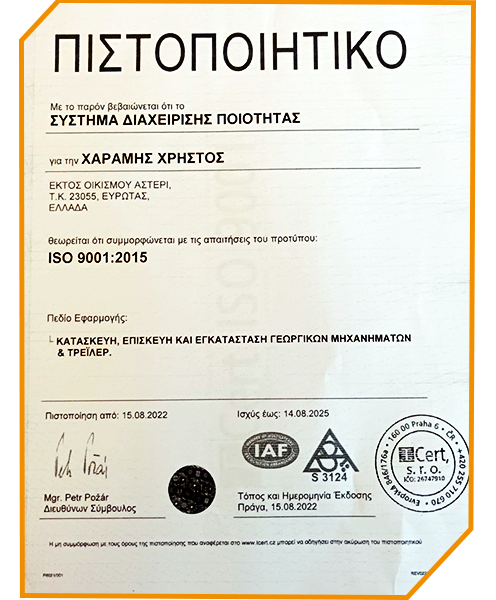 ΠΙΣΤΟΠΟΙΗΤΙΚΟ
Με το παρόν βεβαιώνεται ότι το
ΣΥΣΤΗΜΑ ΔΙΑΧΕΙΡΙΣΗΣ ΠΟΙΟΤΗΤΑΣ
για την ΧΑΡΑΜΗΣ ΧΡΗΣΤΟΣ
ΕΚΤΟΣ ΟΙΚΙΣΜΟΥ ΑΣΤΕΡΙ,
Τ.Κ. 23055, ΕΥΡΩΤΑΣ,
ΕΛΛΑΔΑ
θεωρείται ότι συμμορφώνεται με τις απαιτήσεις του προτύπου:
ISO 9001:2015
Πεδίο Εφαρμογής:
ΚΑΤΑΣΚΕΥΗ, ΕΠΙΣΚΕΥΗ ΚΑΙ ΕΓΚΑΤΑΣΤΑΣΗ ΓΕΩΡΓΙΚΩΝ ΜΗΧΑΝΗΜΑΤΩΝ
& ΤΡΕΪΛΕΡ.
Πιστοποίηση από: 15.08.2022
Ισχύς έως: 14.08.2025
IAF
S 3124
160 00 Praha 6 • ČR • +420 255 710 670 • Evropská 846/176a •
Cert,
s. r. o.
IČO: 26747910
Mgr. Petr Požár
Διευθύνων Σύμβουλος
Τόπος και Ημερομηνία Έκδοσης
Πράγα, 15.08.2022
Η μη συμμόρφωση με τους όρους της πιστοποίησης που αναφέρεται στο www.tcert.cz μπορεί να οδηγήσει στην ακύρωση του πιστοποιητικού